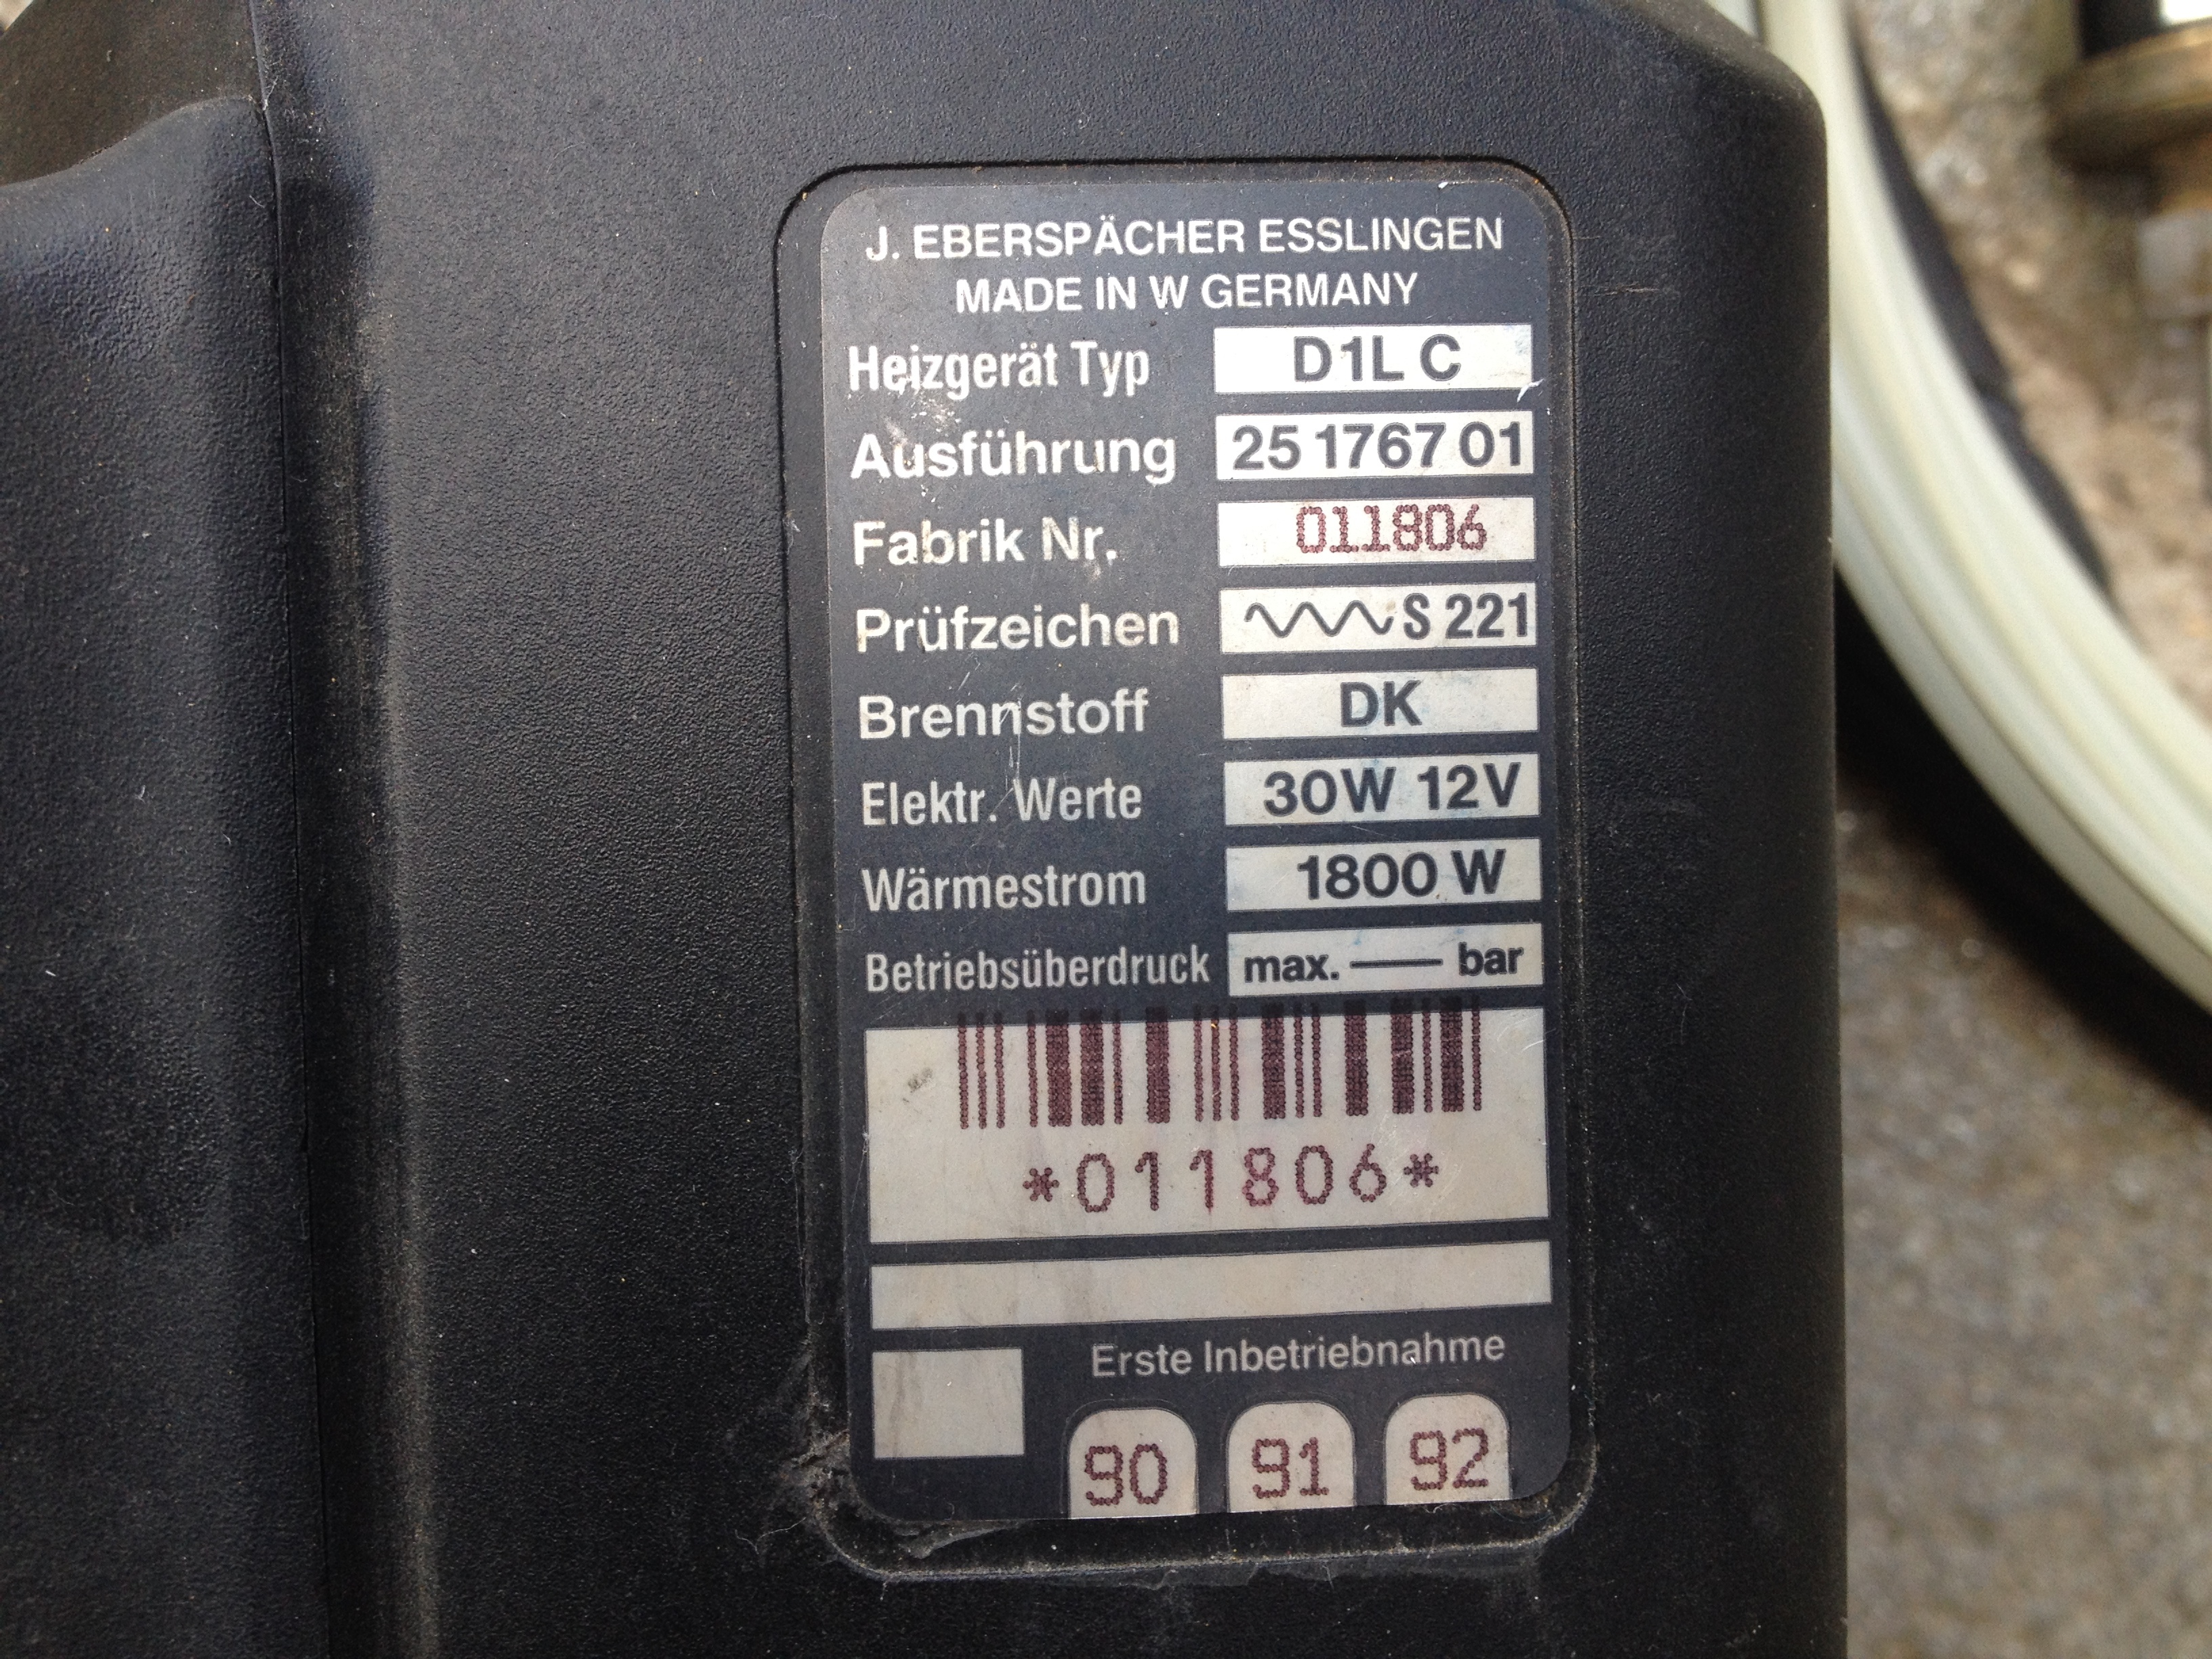 J. EBERSPÄCHER ESSLINGEN
MADE IN W GERMANY
Heizgerät Typ D1L C
Ausführung 25 1767 01
Fabrik Nr. 011806
Prüfzeichen S 221
Brennstoff DK
Elektr. Werte 30W 12V
Wärmestrom 1800 W
Betriebsüberdruck max. — bar
*011806*
Erste Inbetriebnahme
90 91 92